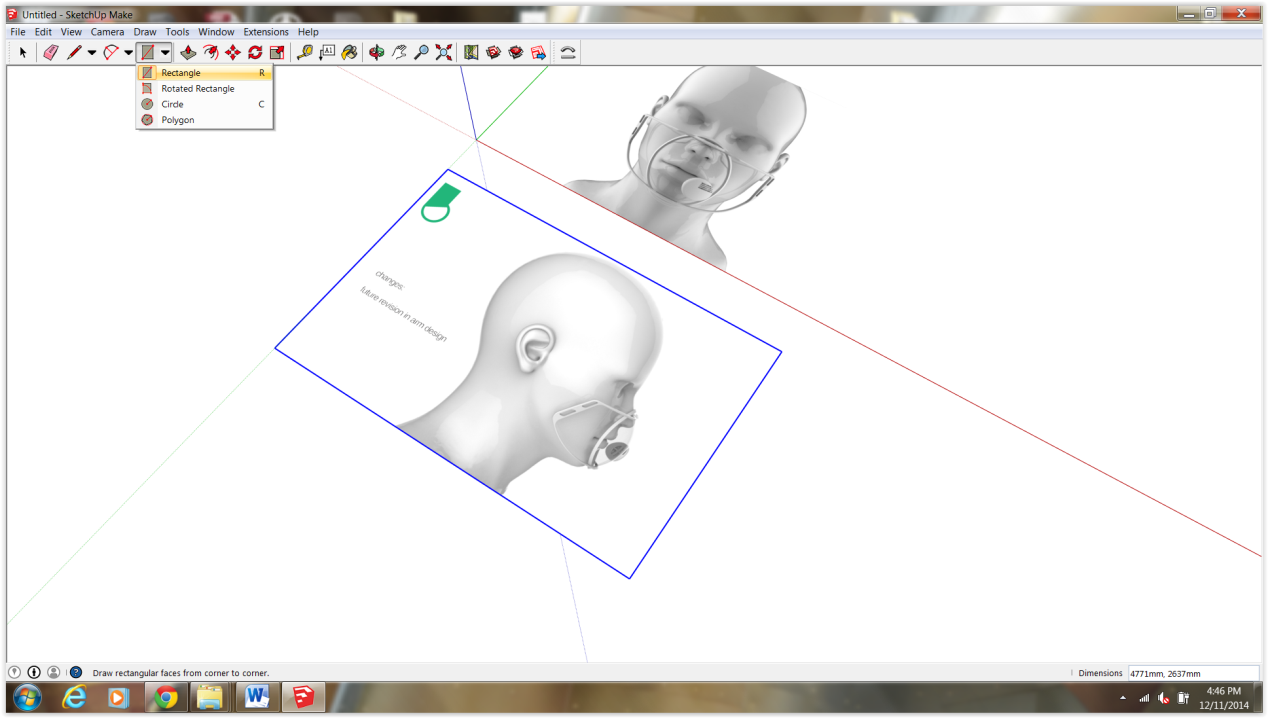 Untitled - SketchUp Make
File Edit View Camera Draw Tools Window Extensions Help
A1
Rectangle R
Rotated Rectangle
Circle C
Polygon
changes:
future revision in arm design
Draw rectangular faces from corner to corner.
Dimensions 4771mm, 2637mm
4:46 PM
12/11/2014